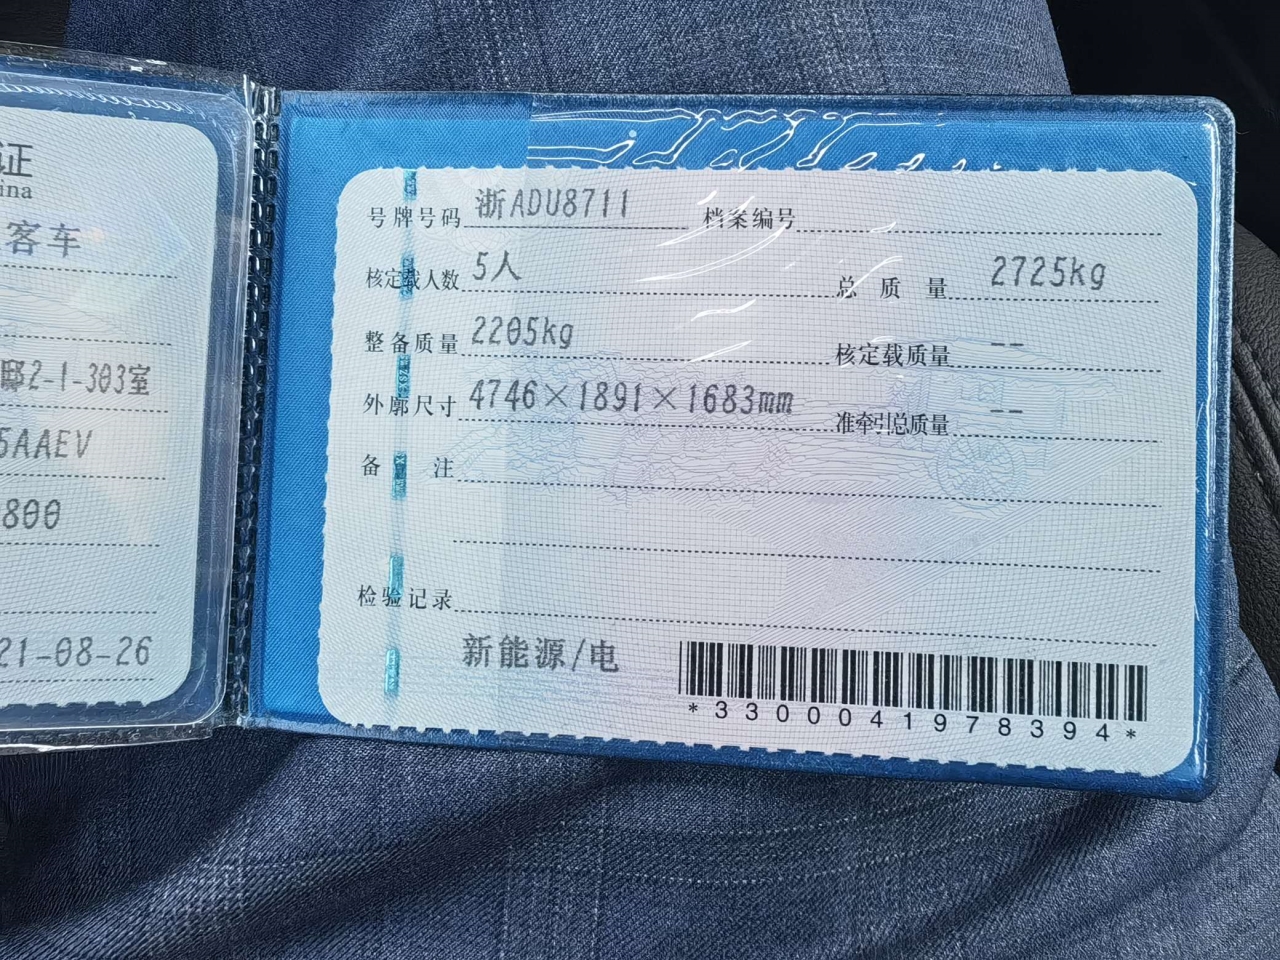 证
ina
客车
邸2-1-303室
5AAEV
800
21-08-26
号牌号码 浙ADU8711 档案编号
核定载人数 5人 总质量 2725kg
整备质量 2205kg 核定载质量 --
外廓尺寸 4746×1891×1683mm 准牵引总质量 --
备注
检验记录
新能源/电
*3300041978394*